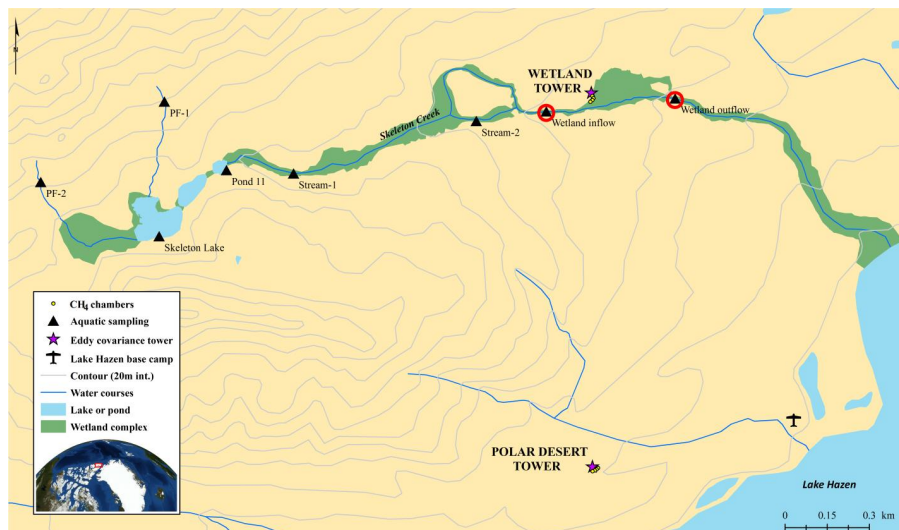 N
PF-1
PF-2
Skeleton Lake
Pond 11
Stream-1
Skeleton Creek
Stream-2
WETLAND
TOWER
Wetland inflow
Wetland outflow
CH4 chambers
Aquatic sampling
Eddy covariance tower
Lake Hazen base camp
Contour (20m int.)
Water courses
Lake or pond
Wetland complex
POLAR DESERT
TOWER
Lake Hazen
0 0.15 0.3 km